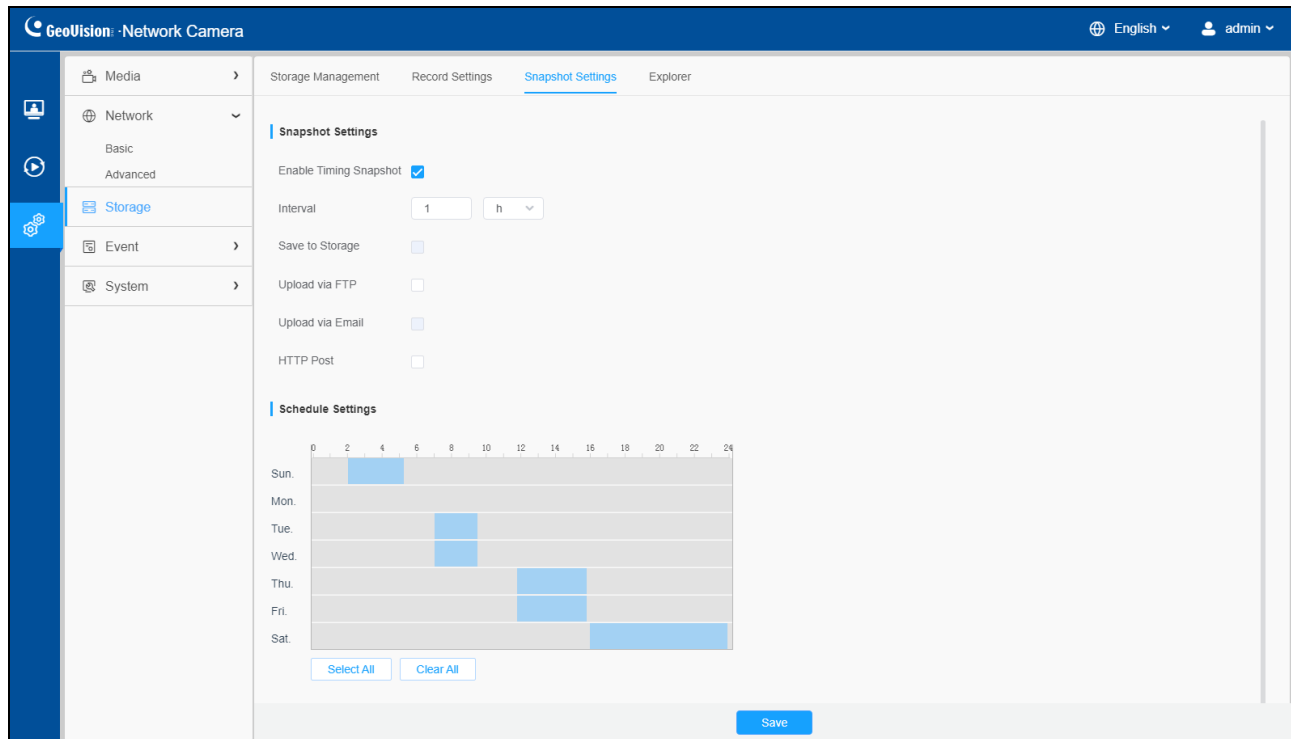 GeoVision · Network Camera
English
admin
Media
Network
Basic
Advanced
Storage
Event
System
Storage Management Record Settings Snapshot Settings Explorer
Snapshot Settings
Enable Timing Snapshot
Interval 1 h
Save to Storage
Upload via FTP
Upload via Email
HTTP Post
Schedule Settings
0 2 4 6 8 10 12 14 16 18 20 22 24
Sun.
Mon.
Tue.
Wed.
Thu.
Fri.
Sat.
Select All Clear All
Save